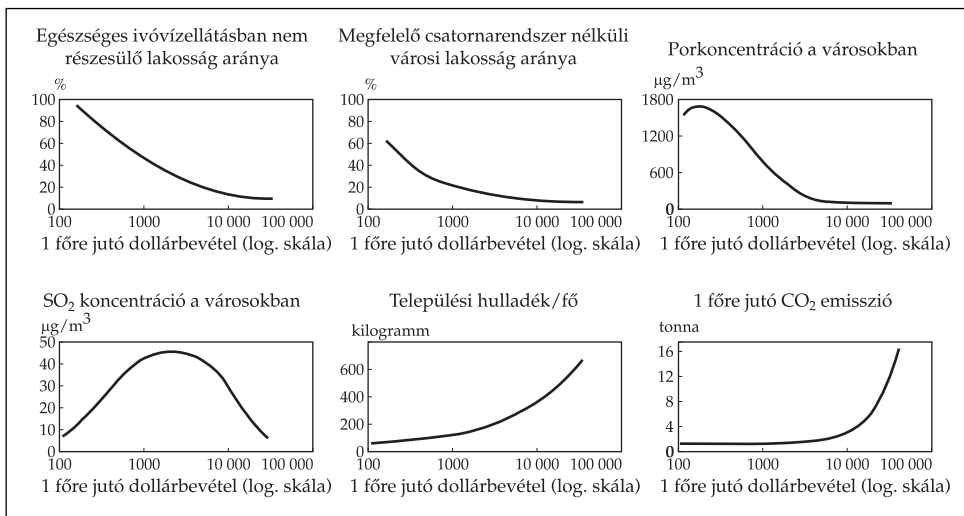 Egészséges ivóvízellátásban nem
részesülő lakosság aránya
%
100
80
60
40
20
0
100 1000 10 000 100 000
1 főre jutó dollárbevétel (log. skála)
Megfelelő csatornarendszer nélküli
városi lakosság aránya
%
100
80
60
40
20
0
100 1000 10 000 100 000
1 főre jutó dollárbevétel (log. skála)
Porkoncentráció a városokban
µg/m³
1800
1200
600
0
100 1000 10 000 100 000
1 főre jutó dollárbevétel (log. skála)
SO₂ koncentráció a városokban
µg/m³
50
40
30
20
10
0
100 1000 10 000 100 000
1 főre jutó dollárbevétel (log. skála)
Települési hulladék/fő
kilogramm
600
400
200
0
100 1000 10 000 100 000
1 főre jutó dollárbevétel (log. skála)
1 főre jutó CO₂ emisszió
tonna
16
12
8
4
0
100 1000 10 000 100 000
1 főre jutó dollárbevétel (log. skála)